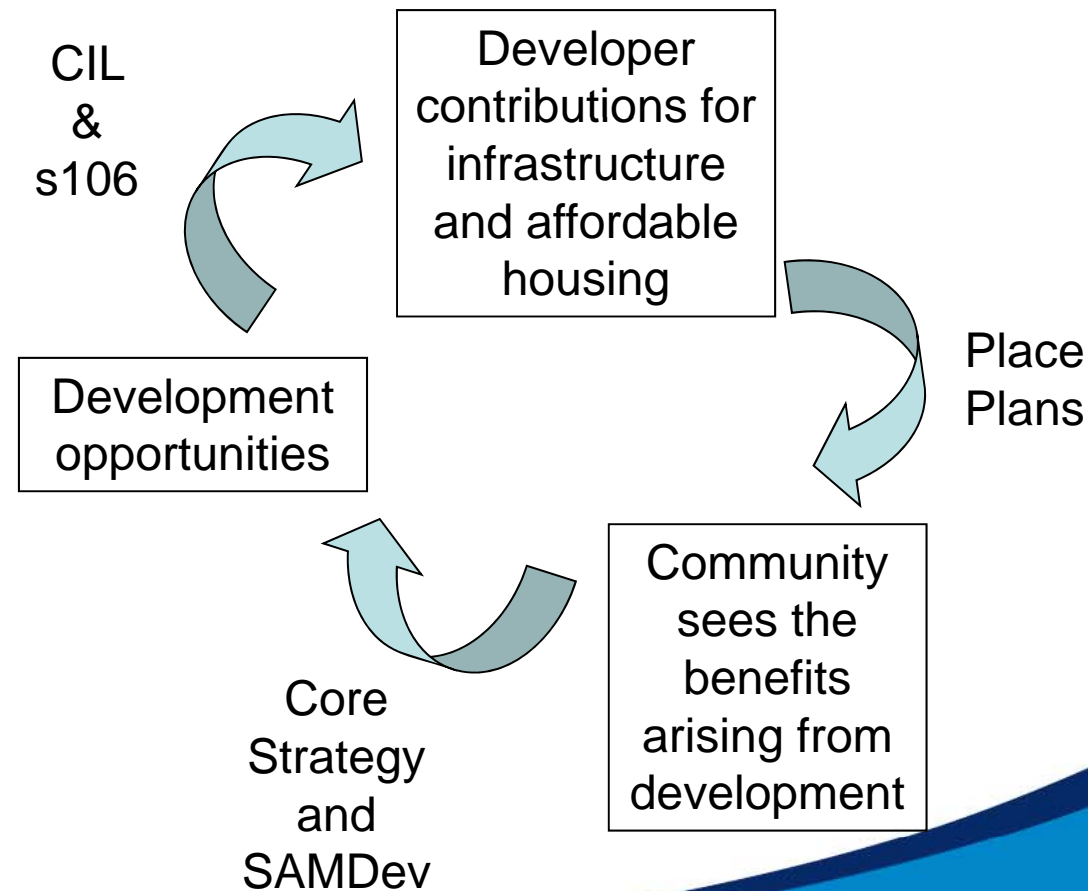 CIL
&
s106
Developer
contributions for
infrastructure
and affordable
housing
Place
Plans
Development
opportunities
Community
sees the
benefits
arising from
development
Core
Strategy
and
SAMDev